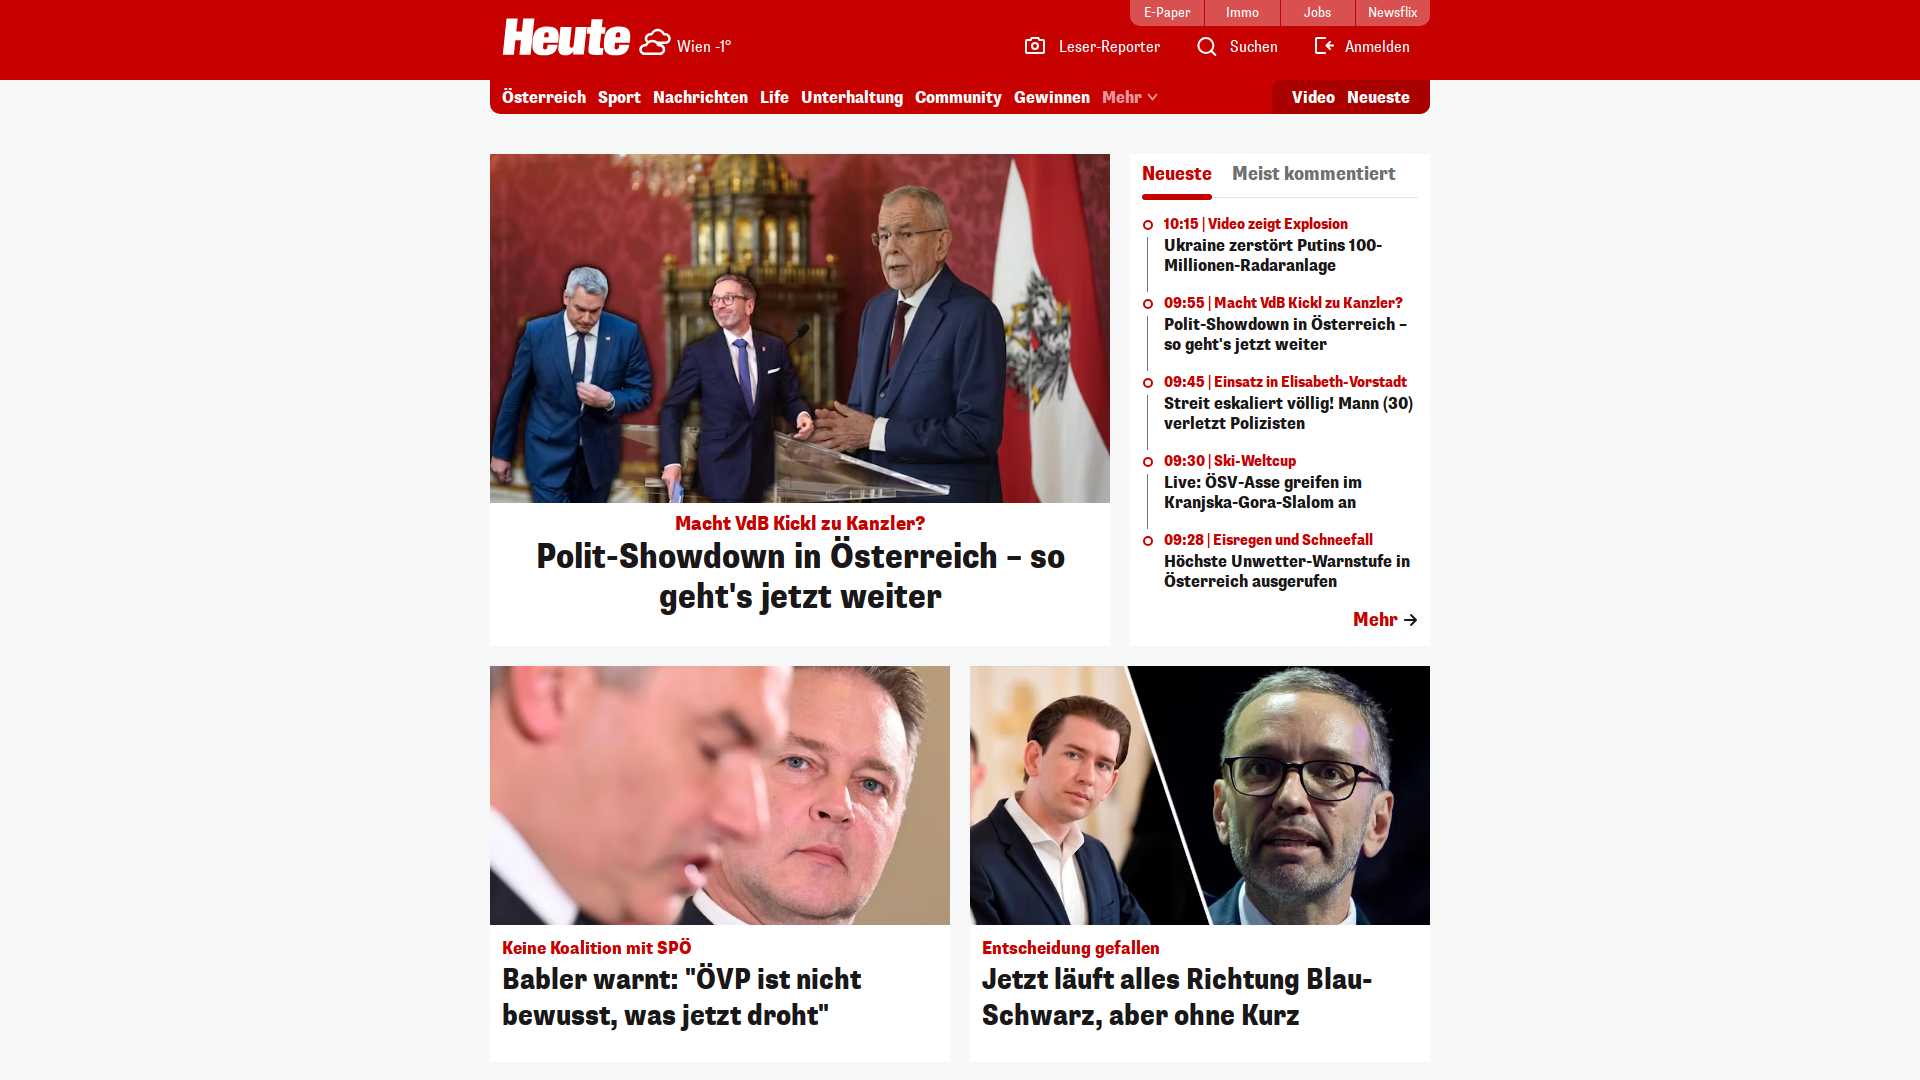 E-Paper
Immo
Jobs
Newsflix
Heute
Wien -1°
Leser-Reporter
Suchen
Anmelden
Österreich
Sport
Nachrichten
Life
Unterhaltung
Community
Gewinnen
Mehr
Video
Neueste
Macht VdB Kickl zu Kanzler?
Polit-Showdown in Österreich – so
geht's jetzt weiter
Neueste
Meist kommentiert
10:15 | Video zeigt Explosion
Ukraine zerstört Putins 100-
Millionen-Radaranlage
09:55 | Macht VdB Kickl zu Kanzler?
Polit-Showdown in Österreich –
so geht's jetzt weiter
09:45 | Einsatz in Elisabeth-Vorstadt
Streit eskaliert völlig! Mann (30)
verletzt Polizisten
09:30 | Ski-Weltcup
Live: ÖSV-Asse greifen im
Kranjska-Gora-Slalom an
09:28 | Eisregen und Schneefall
Höchste Unwetter-Warnstufe in
Österreich ausgerufen
Mehr
Keine Koalition mit SPÖ
Babler warnt: "ÖVP ist nicht
bewusst, was jetzt droht"
Entscheidung gefallen
Jetzt läuft alles Richtung Blau-
Schwarz, aber ohne Kurz